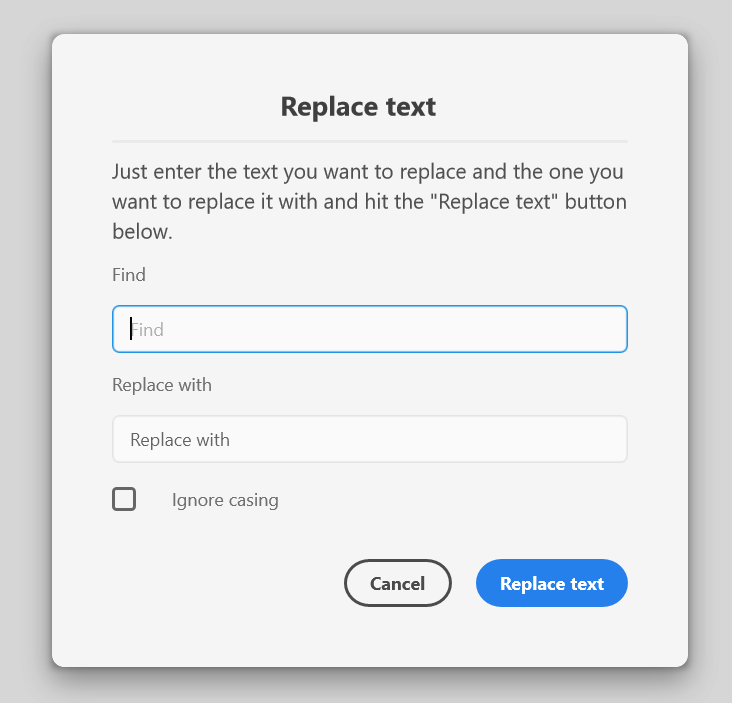 Replace text
Just enter the text you want to replace and the one you
want to replace it with and hit the "Replace text" button
below.
Find
Find
Replace with
Replace with
Ignore casing
Cancel Replace text